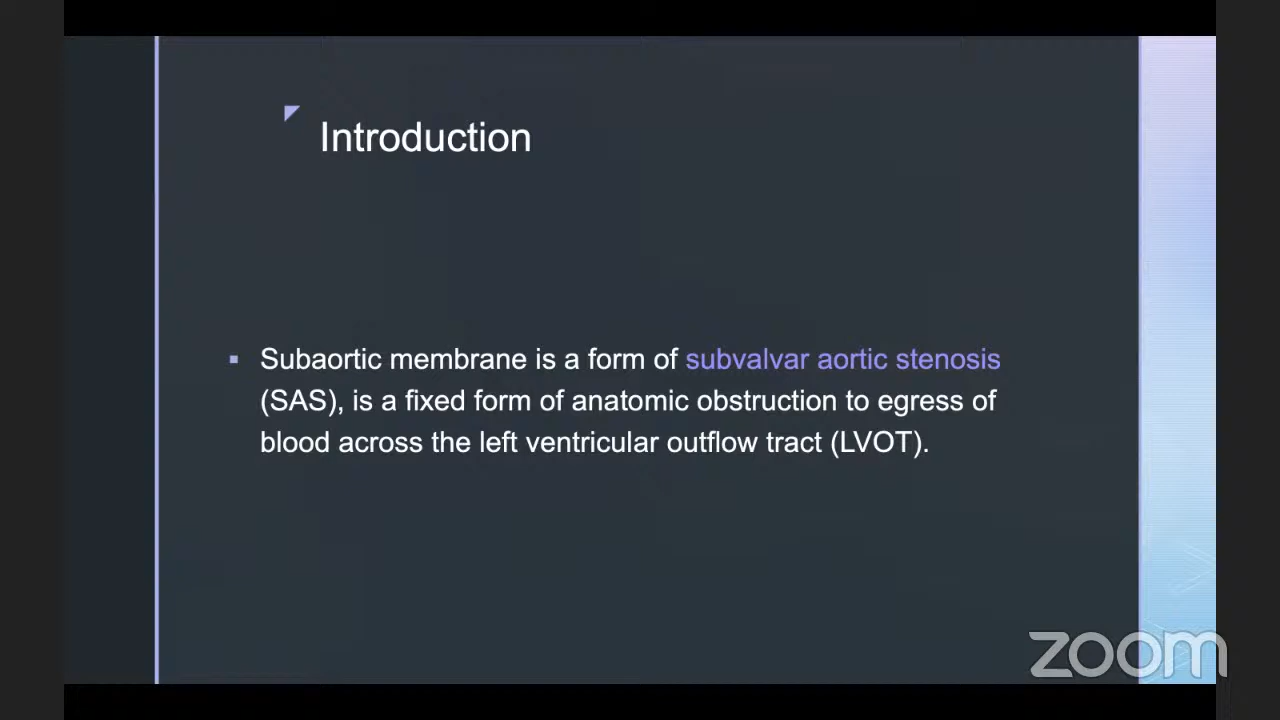 Introduction
▪ Subaortic membrane is a form of subvalvar aortic stenosis
(SAS), is a fixed form of anatomic obstruction to egress of
blood across the left ventricular outflow tract (LVOT).
zoom